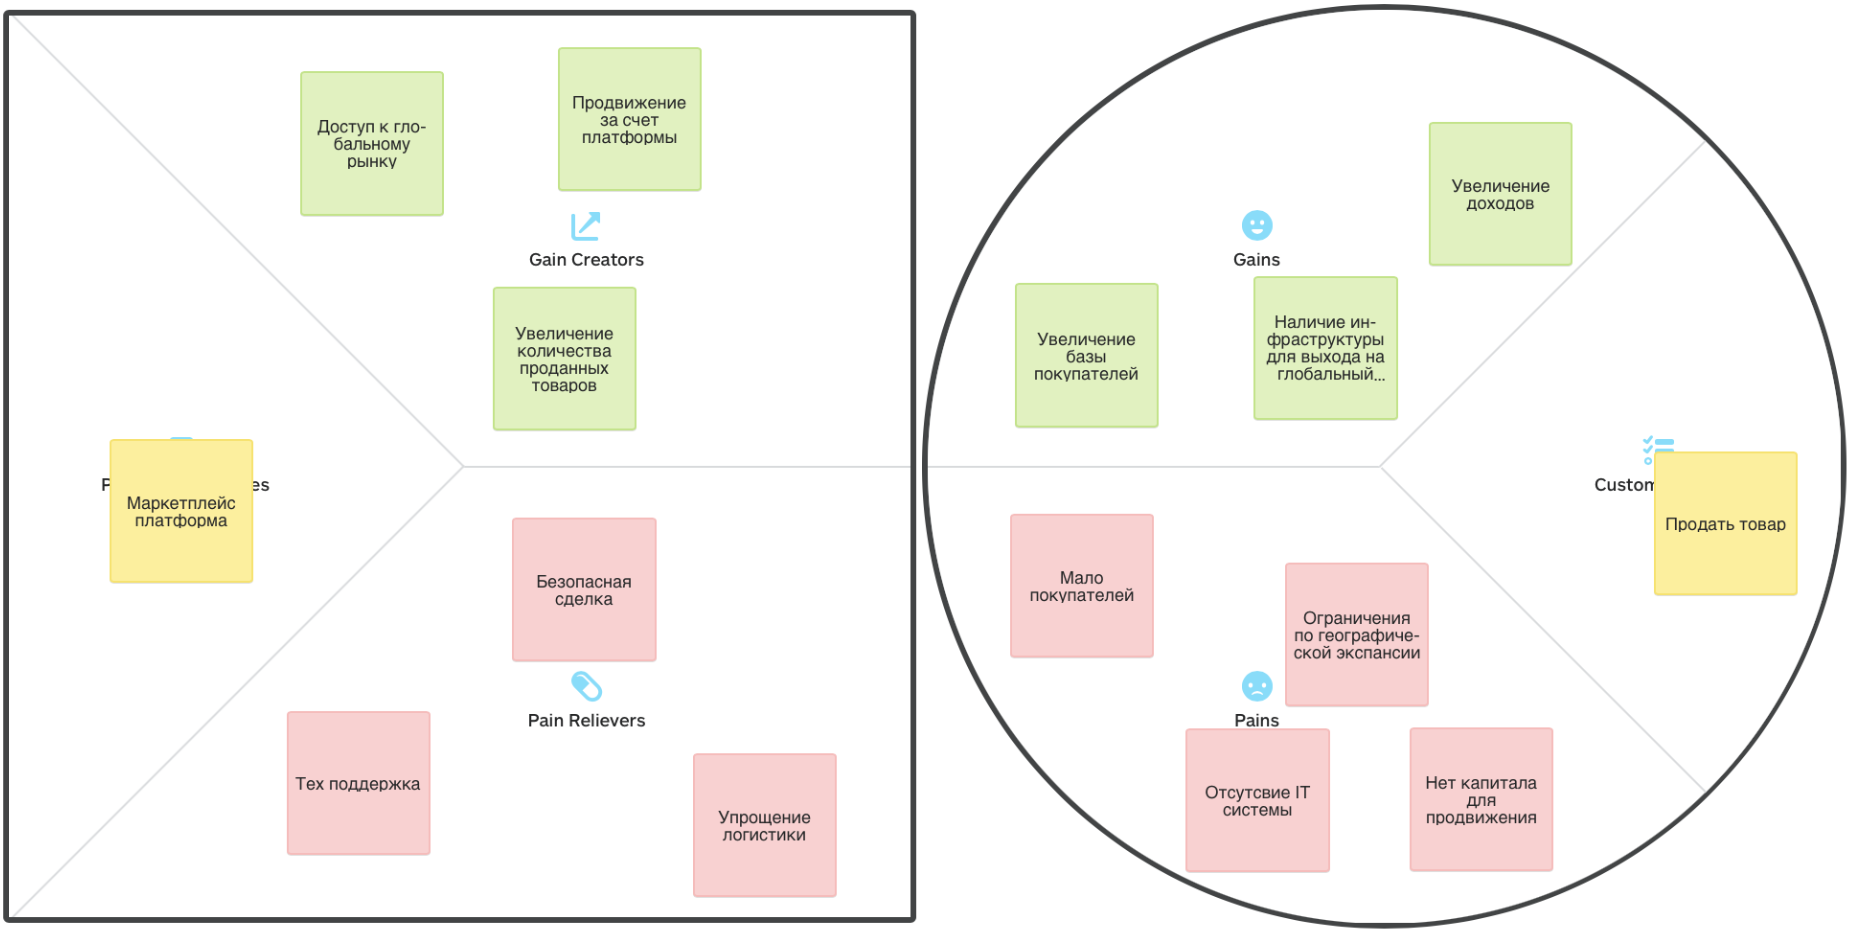 Доступ к гло-
бальному
рынку
Продвижение
за счет
платформы
Gain Creators
Увеличение
количества
проданных
товаров
P
es
Маркетплейс
платформа
Безопасная
сделка
Pain Relievers
Тех поддержка
Упрощение
логистики
Увеличение
доходов
Gains
Увеличение
базы
покупателей
Наличие ин-
фраструктуры
для выхода на
глобальный...
Custom
Продать товар
Мало
покупателей
Ограничения
по географиче-
ской экспансии
Pains
Отсутсвие IT
системы
Нет капитала
для
продвижения